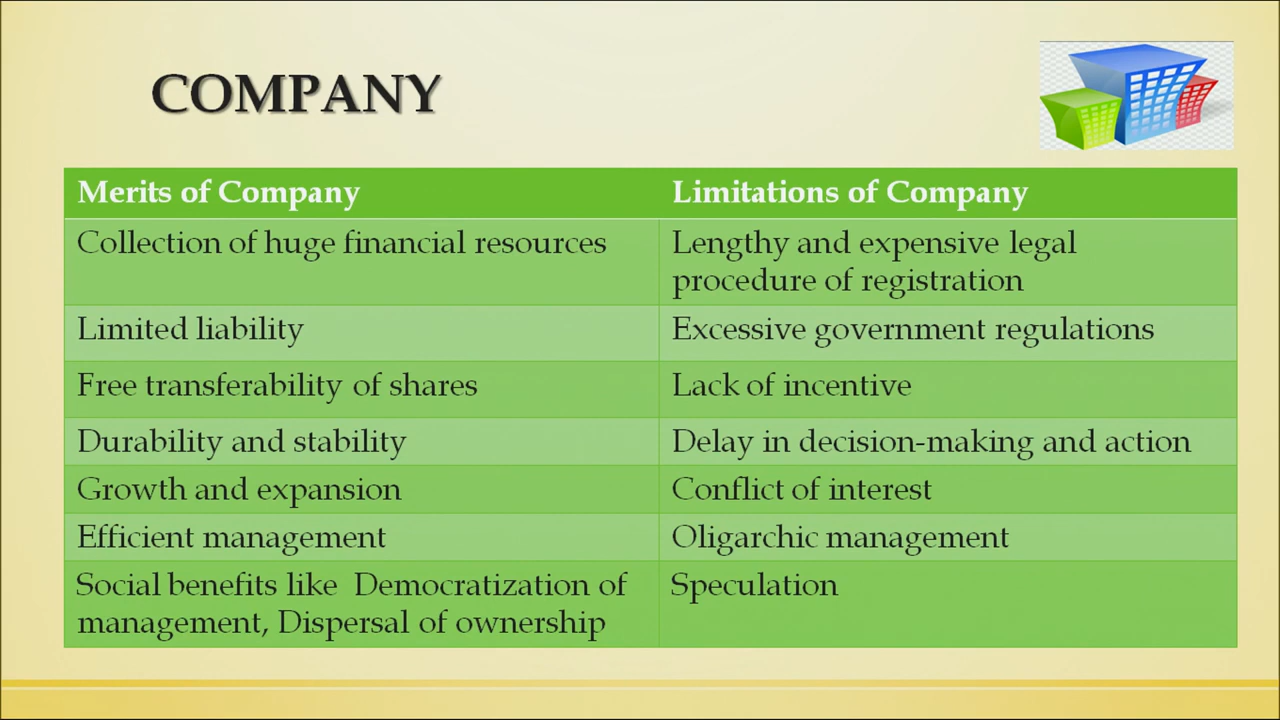 COMPANY
Merits of Company
Limitations of Company
Collection of huge financial resources
Lengthy and expensive legal
procedure of registration
Limited liability
Excessive government regulations
Free transferability of shares
Lack of incentive
Durability and stability
Delay in decision-making and action
Growth and expansion
Conflict of interest
Efficient management
Oligarchic management
Social benefits like  Democratization of
management, Dispersal of ownership
Speculation